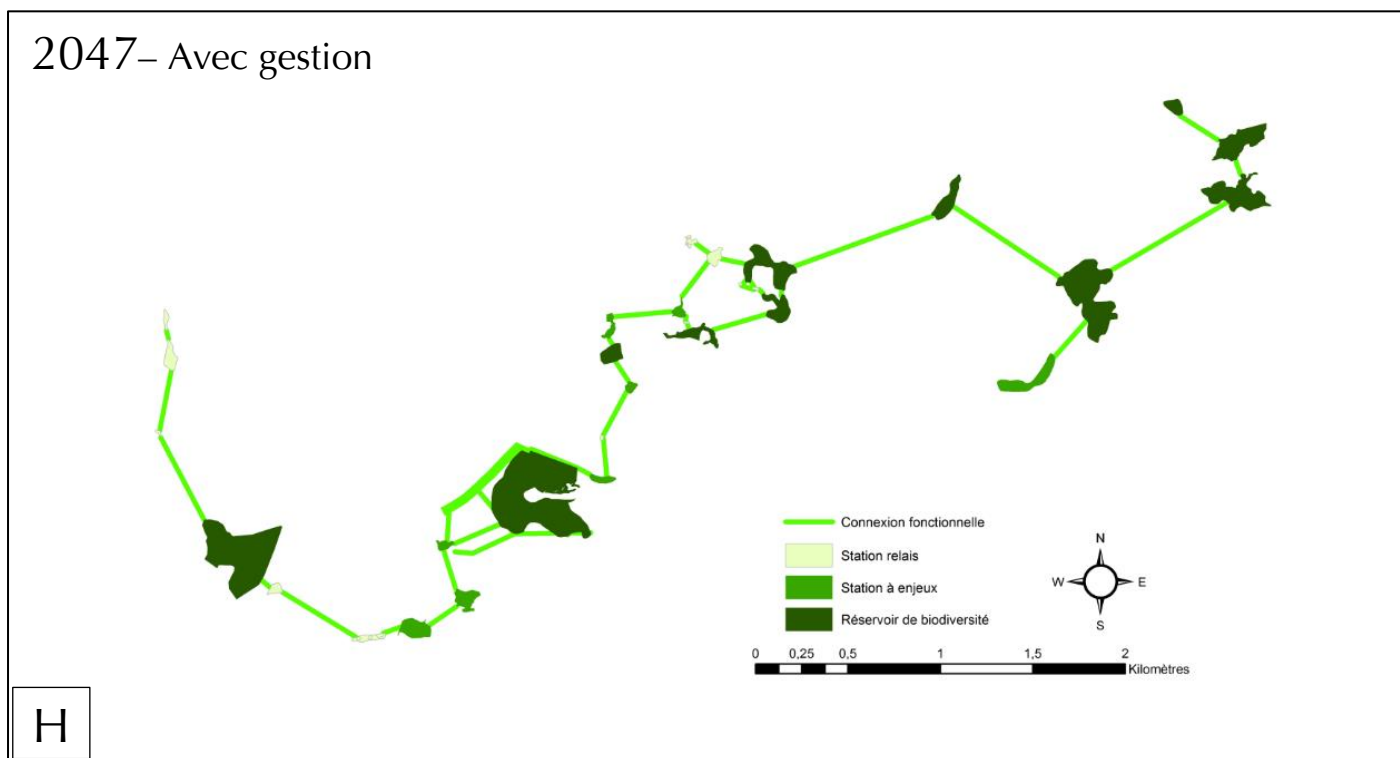 2047– Avec gestion
Connexion fonctionnelle
Station relais
Station à enjeux
Réservoir de biodiversité
N
W E
S
0 0,25 0,5 1 1,5 2
Kilomètres
H